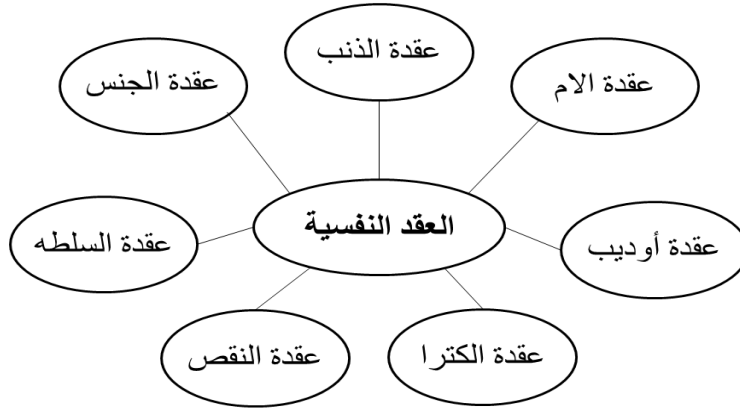 عقدة الذنب
عقدة الام
عقدة الجنس
العقد النفسية
عقدة أوديب
عقدة السلطه
عقدة الكترا
عقدة النقص